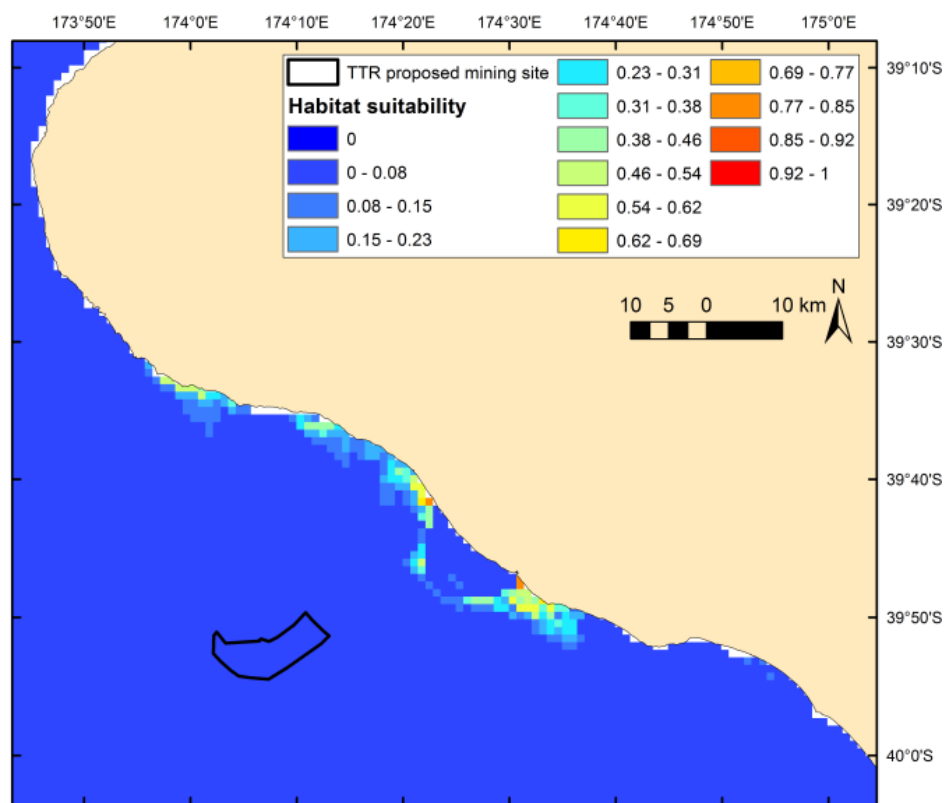 173°50'E 174°0'E 174°10'E 174°20'E 174°30'E 174°40'E 174°50'E 175°0'E
TTR proposed mining site
Habitat suitability
0
0 - 0.08
0.08 - 0.15
0.15 - 0.23
0.23 - 0.31
0.31 - 0.38
0.38 - 0.46
0.46 - 0.54
0.54 - 0.62
0.62 - 0.69
0.69 - 0.77
0.77 - 0.85
0.85 - 0.92
0.92 - 1
10 5 0 10 km
N
39°10'S
39°20'S
39°30'S
39°40'S
39°50'S
40°0'S